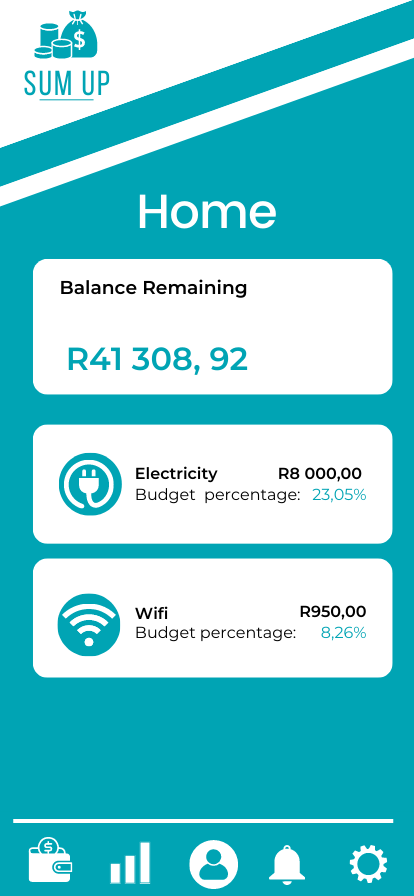 $
SUM UP
Home
Balance Remaining
R41 308, 92
Electricity R8 000,00
Budget percentage: 23,05%
Wifi R950,00
Budget percentage: 8,26%
$